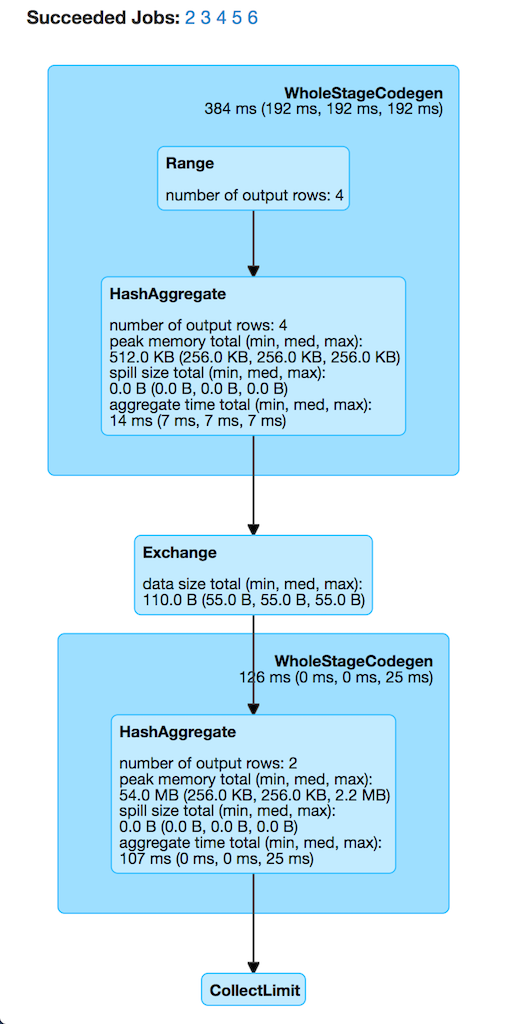 Succeeded Jobs: 2 3 4 5 6
WholeStageCodegen
384 ms (192 ms, 192 ms, 192 ms)
Range
number of output rows: 4
HashAggregate
number of output rows: 4
peak memory total (min, med, max):
512.0 KB (256.0 KB, 256.0 KB, 256.0 KB)
spill size total (min, med, max):
0.0 B (0.0 B, 0.0 B, 0.0 B)
aggregate time total (min, med, max):
14 ms (7 ms, 7 ms, 7 ms)
Exchange
data size total (min, med, max):
110.0 B (55.0 B, 55.0 B, 55.0 B)
WholeStageCodegen
126 ms (0 ms, 0 ms, 25 ms)
HashAggregate
number of output rows: 2
peak memory total (min, med, max):
54.0 MB (256.0 KB, 256.0 KB, 2.2 MB)
spill size total (min, med, max):
0.0 B (0.0 B, 0.0 B, 0.0 B)
aggregate time total (min, med, max):
107 ms (0 ms, 0 ms, 25 ms)
CollectLimit